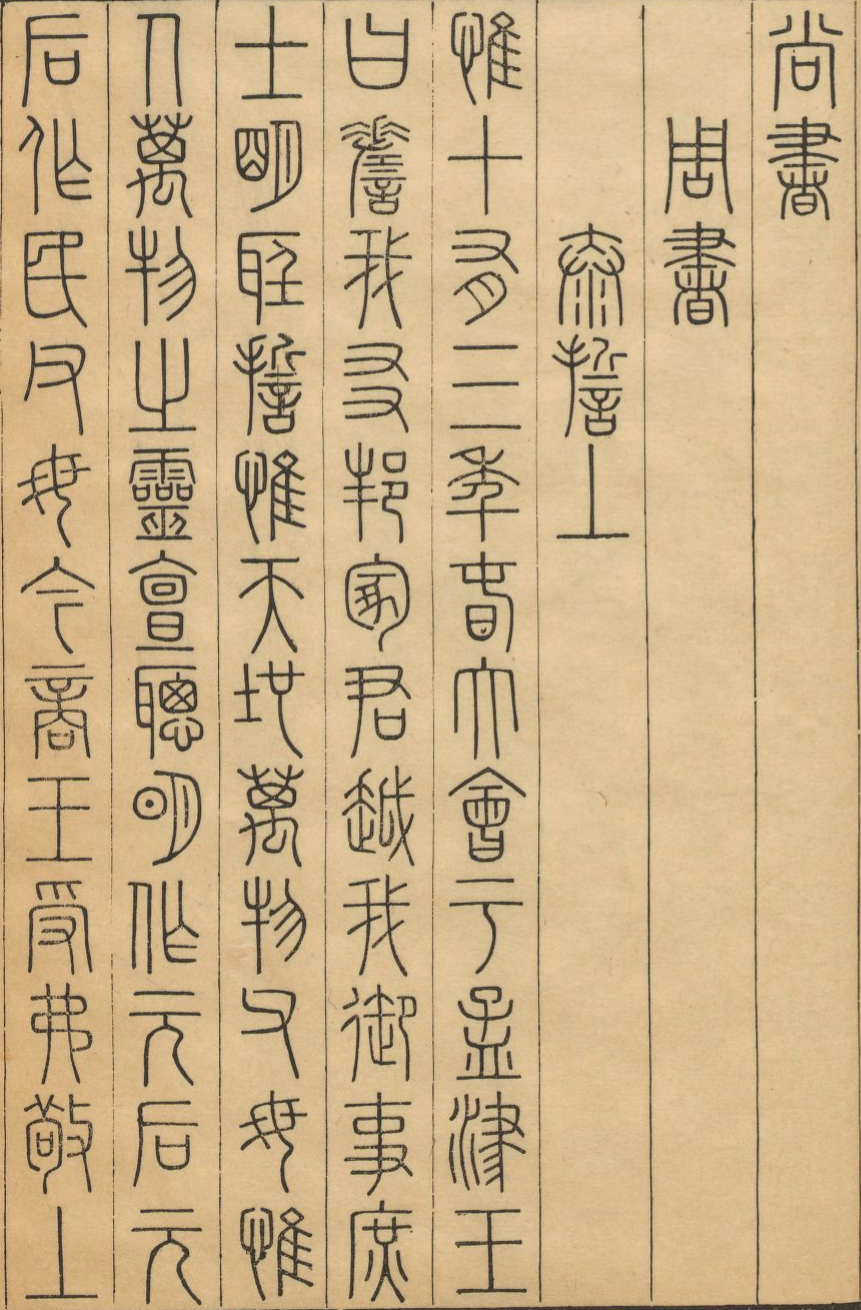 尚書
周書
泰誓上
惟十有三年春大會于孟津王
曰嗟我友邦冢君越我御事庶
士明聽誓惟天地萬物父母惟
人萬物之靈亶聰明作元后元
后作民父母今商王受弗敬上